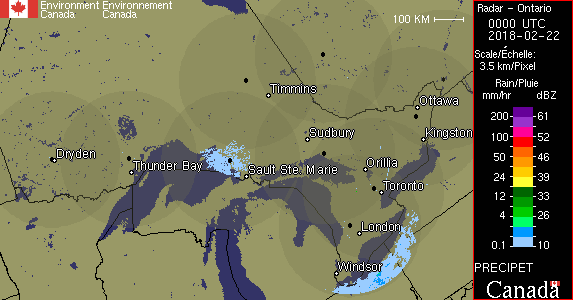 Environment Environnement
Canada Canada
100 KM
Timmins
Ottawa
Sudbury
Kingston
Dryden
Thunder Bay
Sault Ste. Marie
Orillia
Toronto
London
Windsor
Radar - Ontario
0000 UTC
2018-02-22
Scale/Échelle:
3.5 km/Pixel
Rain/Pluie
mm/hr dBZ
200 61
100 52
50 46
24 39
12 33
4 26
0.1 10
PRECIPET
Canada